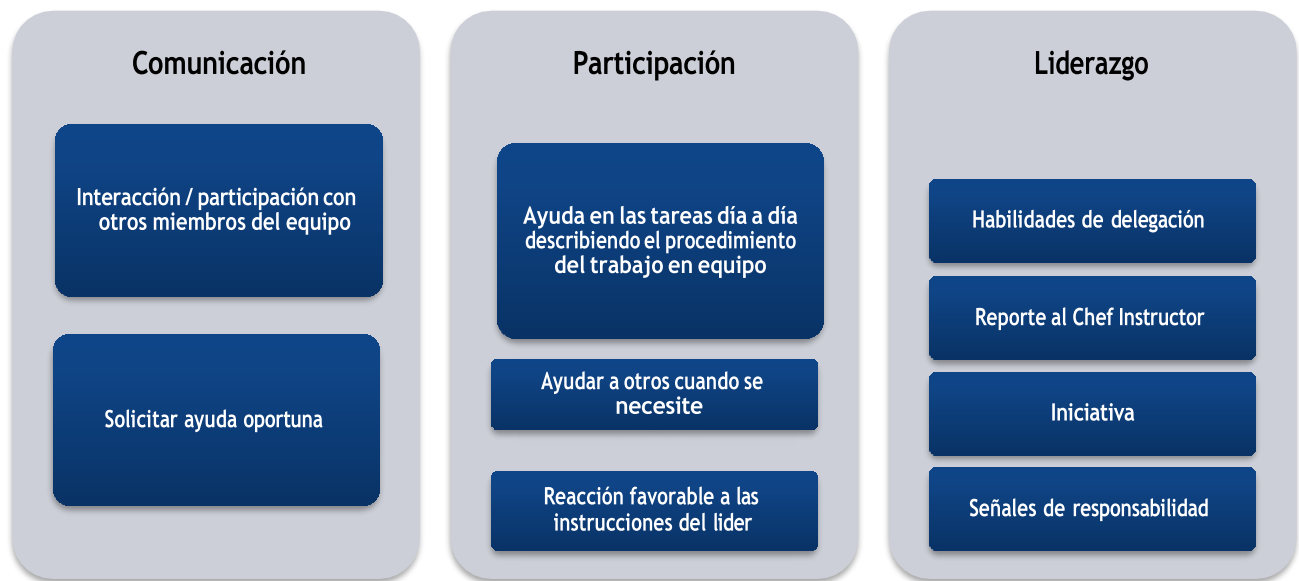 Comunicación
Interacción / participación con
otros miembros del equipo
Solicitar ayuda oportuna
Participación
Ayuda en las tareas día a día
describiendo el procedimiento
del trabajo en equipo
Ayudar a otros cuando se
necesite
Reacción favorable a las
instrucciones del lider
Liderazgo
Habilidades de delegación
Reporte al Chef Instructor
Iniciativa
Señales de responsabilidad